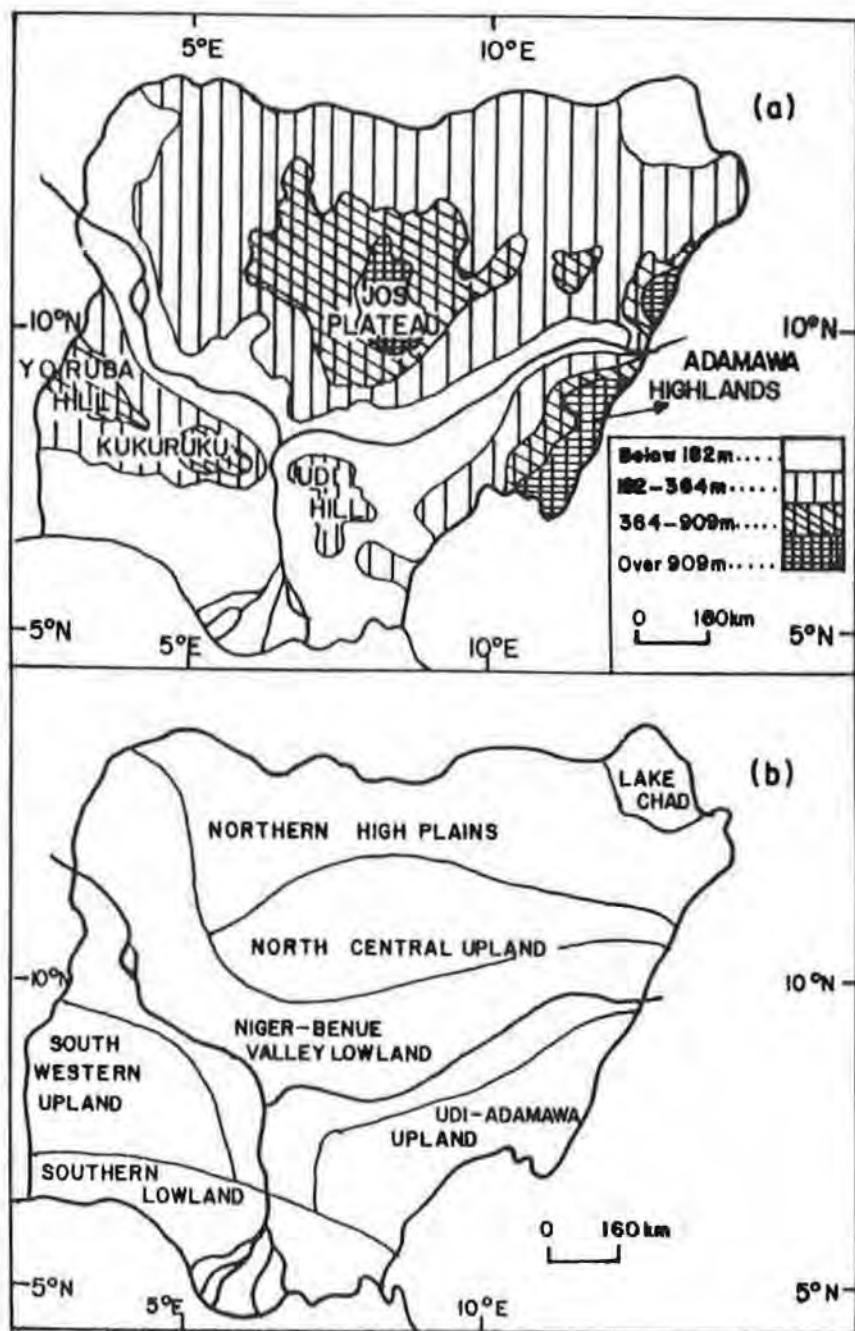 5°E 10°E
(a)
JOS
PLATEAU
10°N 10°N
YORUBA
HILL
ADAMAWA
HIGHLANDS
KUKURUKU
UDI
HILL
Below 182m.....
182-364m.....
364-909m.....
Over 909m.....
0 160km
5°N 5°N
5°E 10°E
(b)
LAKE
CHAD
NORTHERN HIGH PLAINS
NORTH CENTRAL UPLAND
10°N 10°N
NIGER-BENUE
VALLEY LOWLAND
SOUTH
WESTERN
UPLAND
UDI-ADAMAWA
UPLAND
SOUTHERN
LOWLAND
0 160km
5°N 5°N
5°E 10°E